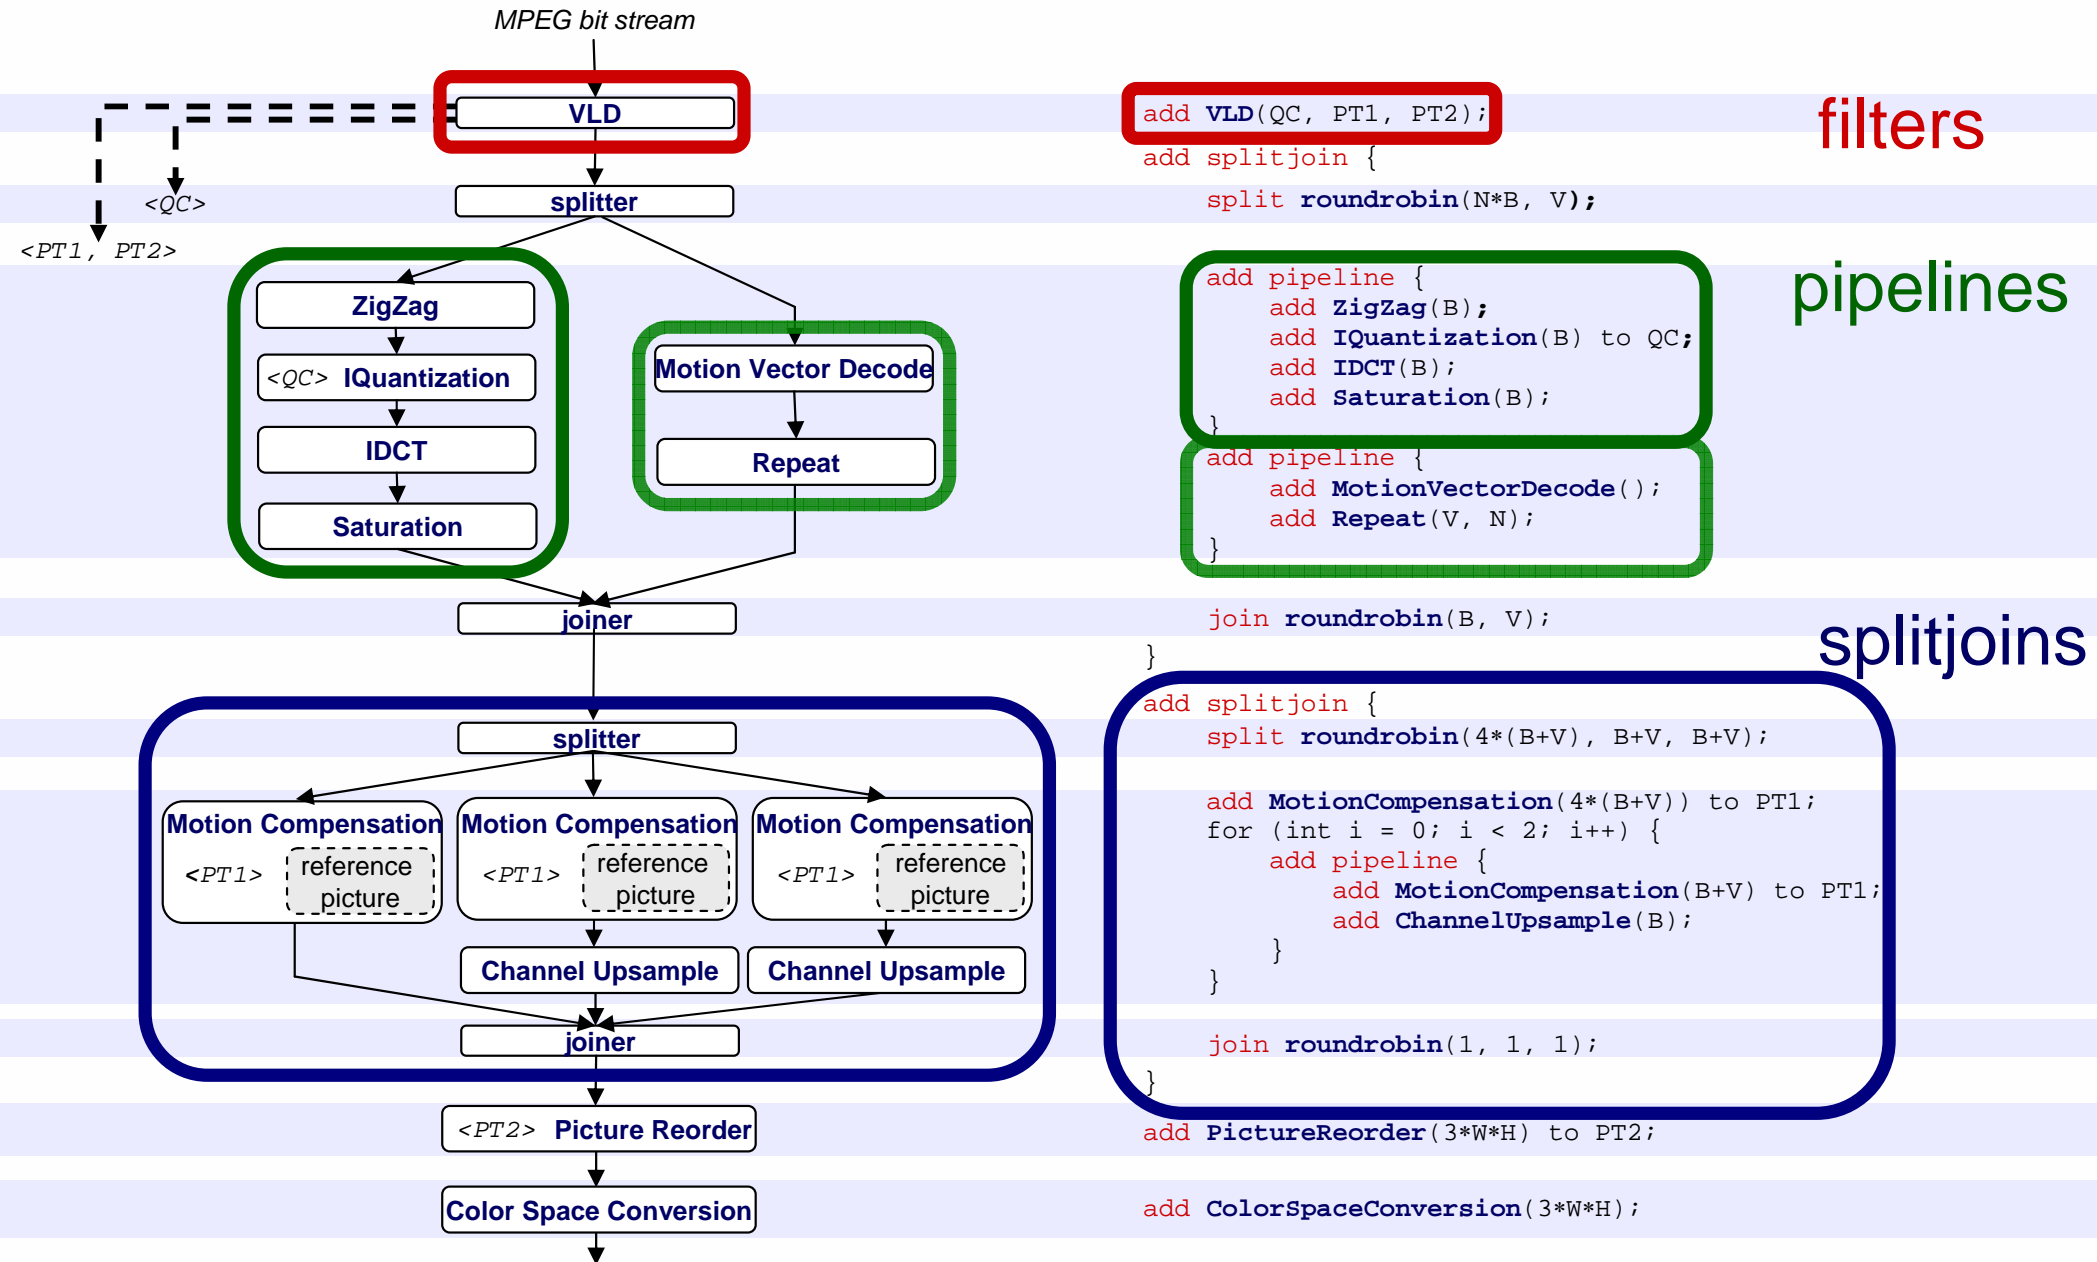 MPEG bit stream
VLD
<QC>
<PT1, PT2>
splitter
ZigZag
<QC> IQuantization
IDCT
Saturation
Motion Vector Decode
Repeat
joiner
splitter
Motion Compensation
<PT1>
reference
picture
Motion Compensation
<PT1>
reference
picture
Motion Compensation
<PT1>
reference
picture
Channel Upsample
Channel Upsample
joiner
<PT2> Picture Reorder
Color Space Conversion
add VLD(QC, PT1, PT2);
add splitjoin {
split roundrobin(N*B, V);
add pipeline {
add ZigZag(B);
add IQuantization(B) to QC;
add IDCT(B);
add Saturation(B);
}
add pipeline {
add MotionVectorDecode();
add Repeat(V, N);
}
join roundrobin(B, V);
}
add splitjoin {
split roundrobin(4*(B+V), B+V, B+V);
add MotionCompensation(4*(B+V)) to PT1;
for (int i = 0; i < 2; i++) {
add pipeline {
add MotionCompensation(B+V) to PT1;
add ChannelUpsample(B);
}
}
join roundrobin(1, 1, 1);
}
add PictureReorder(3*W*H) to PT2;
add ColorSpaceConversion(3*W*H);
filters
pipelines
splitjoins